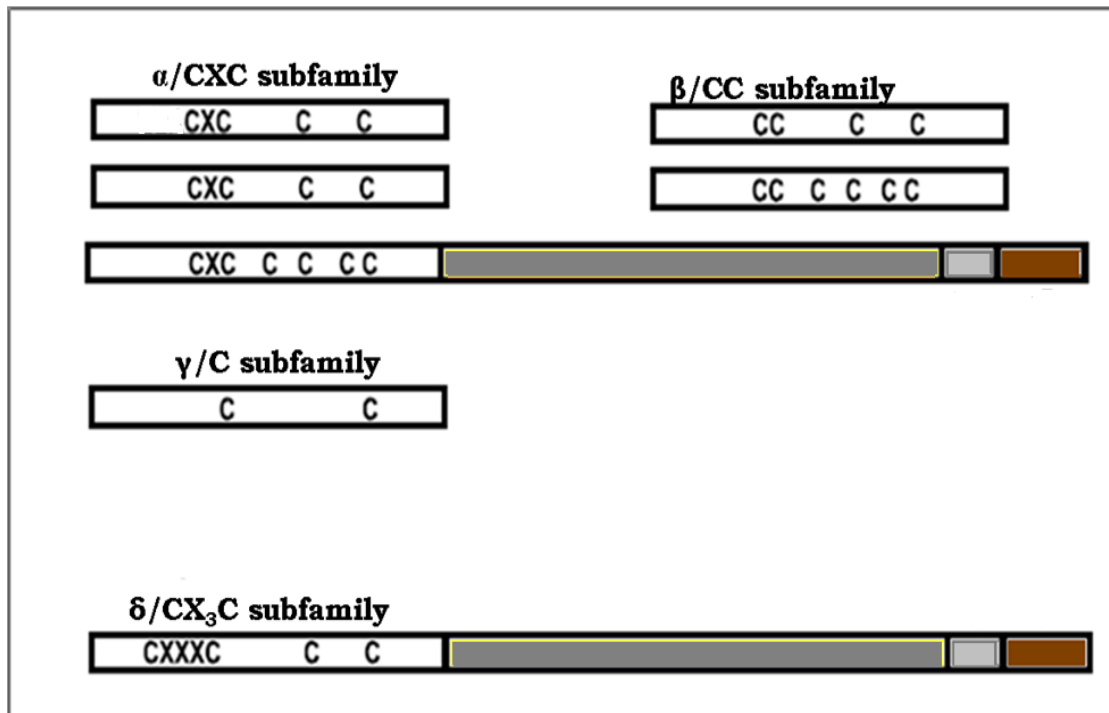 α/CXC subfamily
CXC C C
CXC C C
CXC C C C C
β/CC subfamily
CC C C
CC C C C C
γ/C subfamily
C C
δ/CX₃C subfamily
CXXXC C C